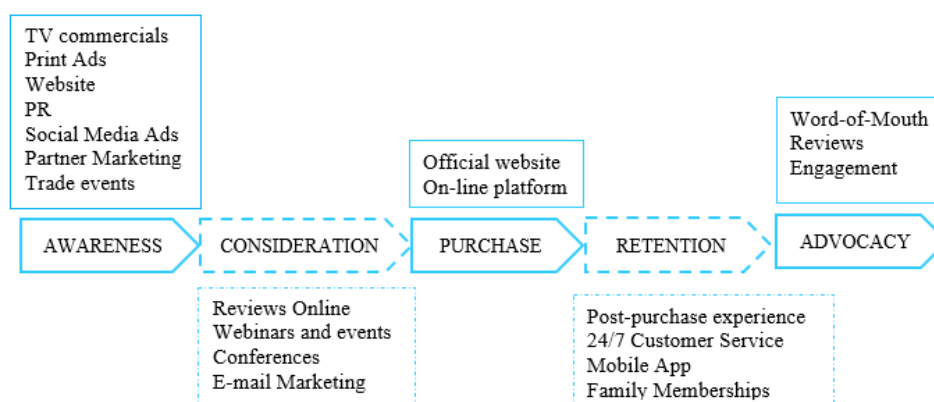 TV commercials
Print Ads
Website
PR
Social Media Ads
Partner Marketing
Trade events
Official website
On-line platform
Word-of-Mouth
Reviews
Engagement
AWARENESS
CONSIDERATION
PURCHASE
RETENTION
ADVOCACY
Reviews Online
Webinars and events
Conferences
E-mail Marketing
Post-purchase experience
24/7 Customer Service
Mobile App
Family Memberships